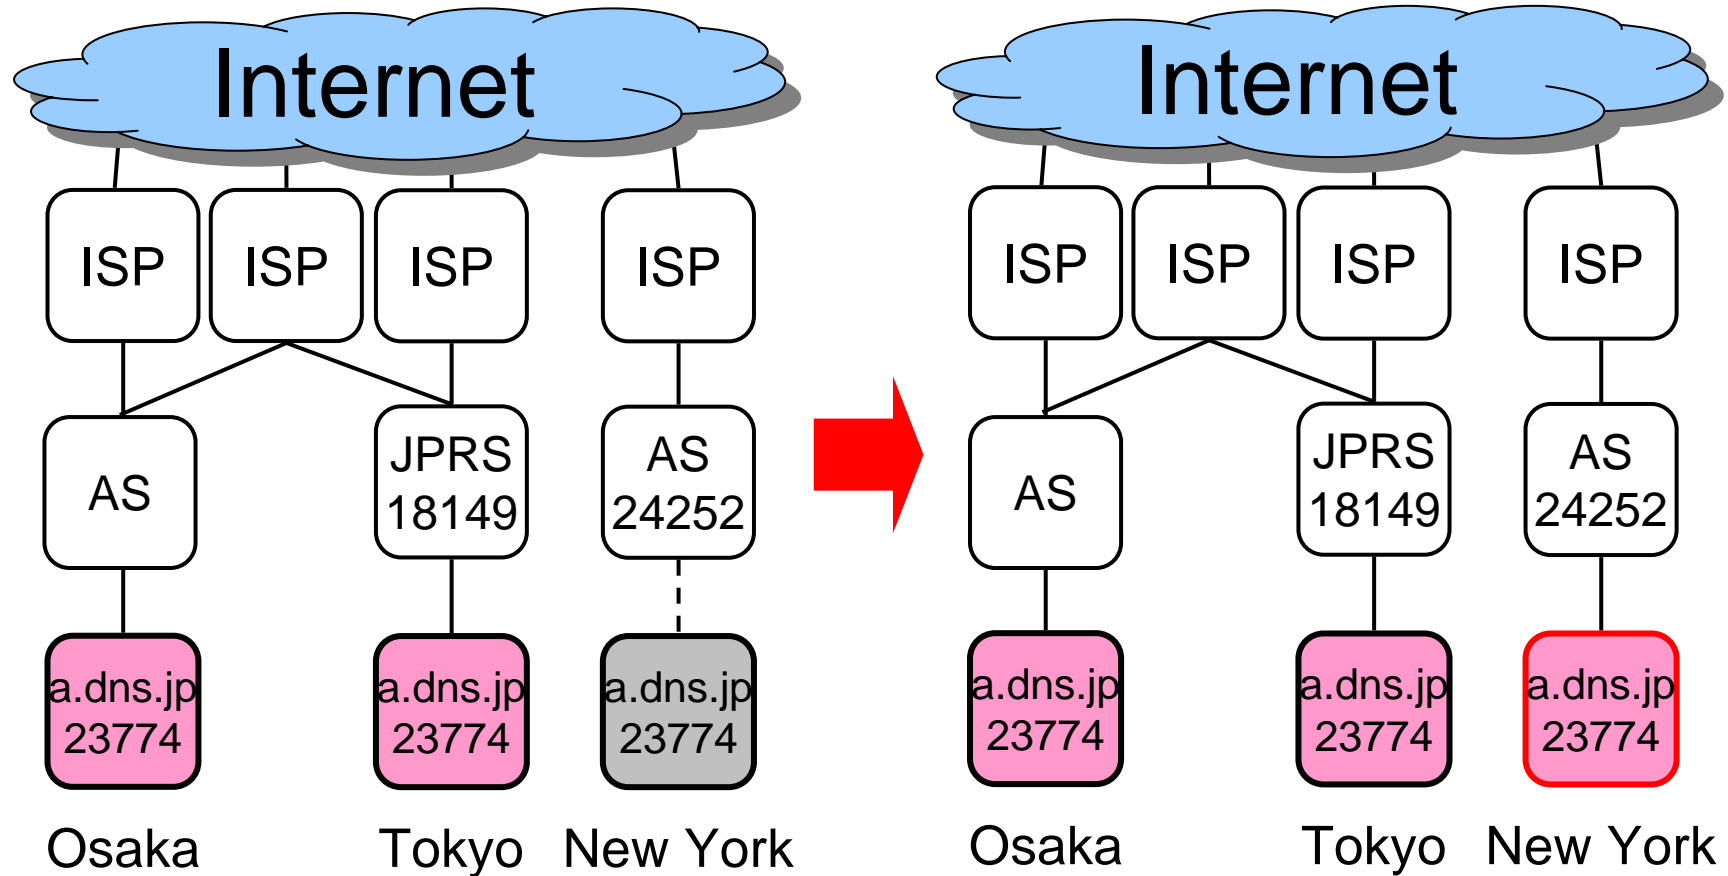 Internet
ISP
ISP
ISP
ISP
AS
JPRS
18149
AS
24252
a.dns.jp
23774
a.dns.jp
23774
a.dns.jp
23774
Osaka
Tokyo
New York
Internet
ISP
ISP
ISP
ISP
AS
JPRS
18149
AS
24252
a.dns.jp
23774
a.dns.jp
23774
a.dns.jp
23774
Osaka
Tokyo
New York